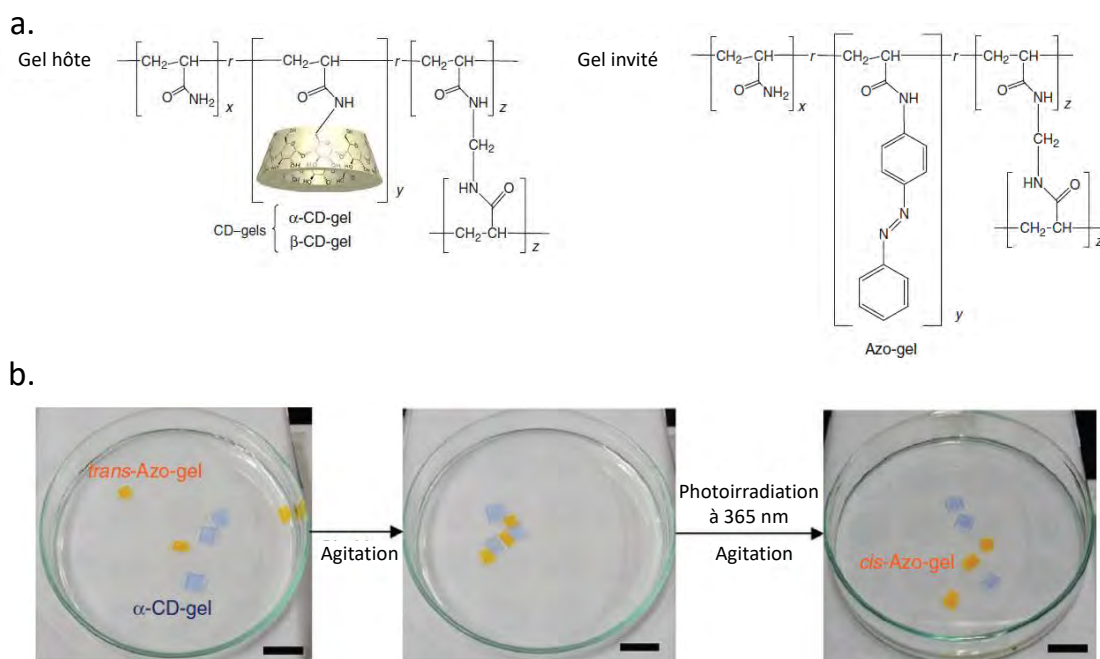 a.
Gel hôte
CH2 CH r CH2 CH r CH2 CH
O NH2 x O NH O NH z
CH2
HN O
y
CH2 CH z
CD–gels { α-CD-gel
β-CD-gel
Gel invité
CH2 CH r CH2 CH r CH2 CH
O NH2 x O NH O NH z
CH2
N
N
HN O
CH2 CH z
y
Azo-gel
b.
trans-Azo-gel
α-CD-gel
Agitation
Photoirradiation
à 365 nm
Agitation
cis-Azo-gel